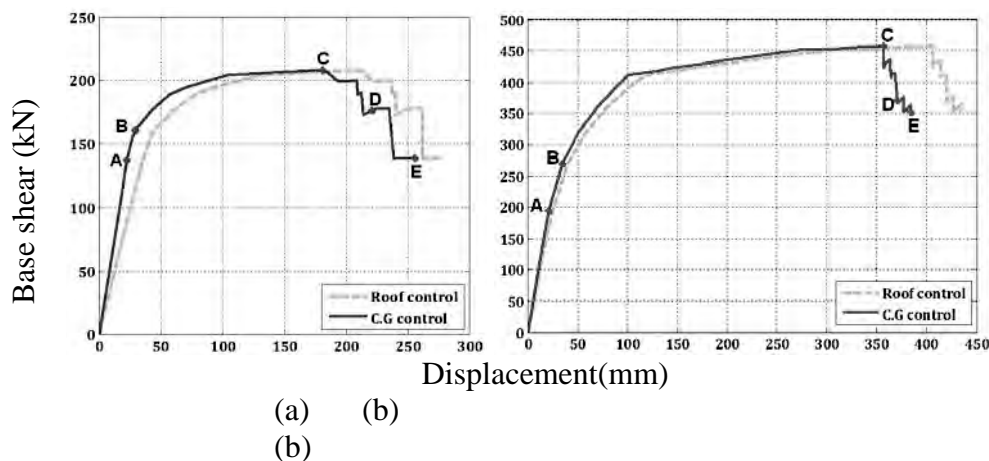 Base shear (kN)
250
200
150
100
50
0
A
B
C
D
E
Roof control
C.G control
0 50 100 150 200 250 300
500
450
400
350
300
250
200
150
100
50
0
A
B
C
D
E
Roof control
C.G control
0 50 100 150 200 250 300 350 400 450
Displacement(mm)
(a) (b)
(b)